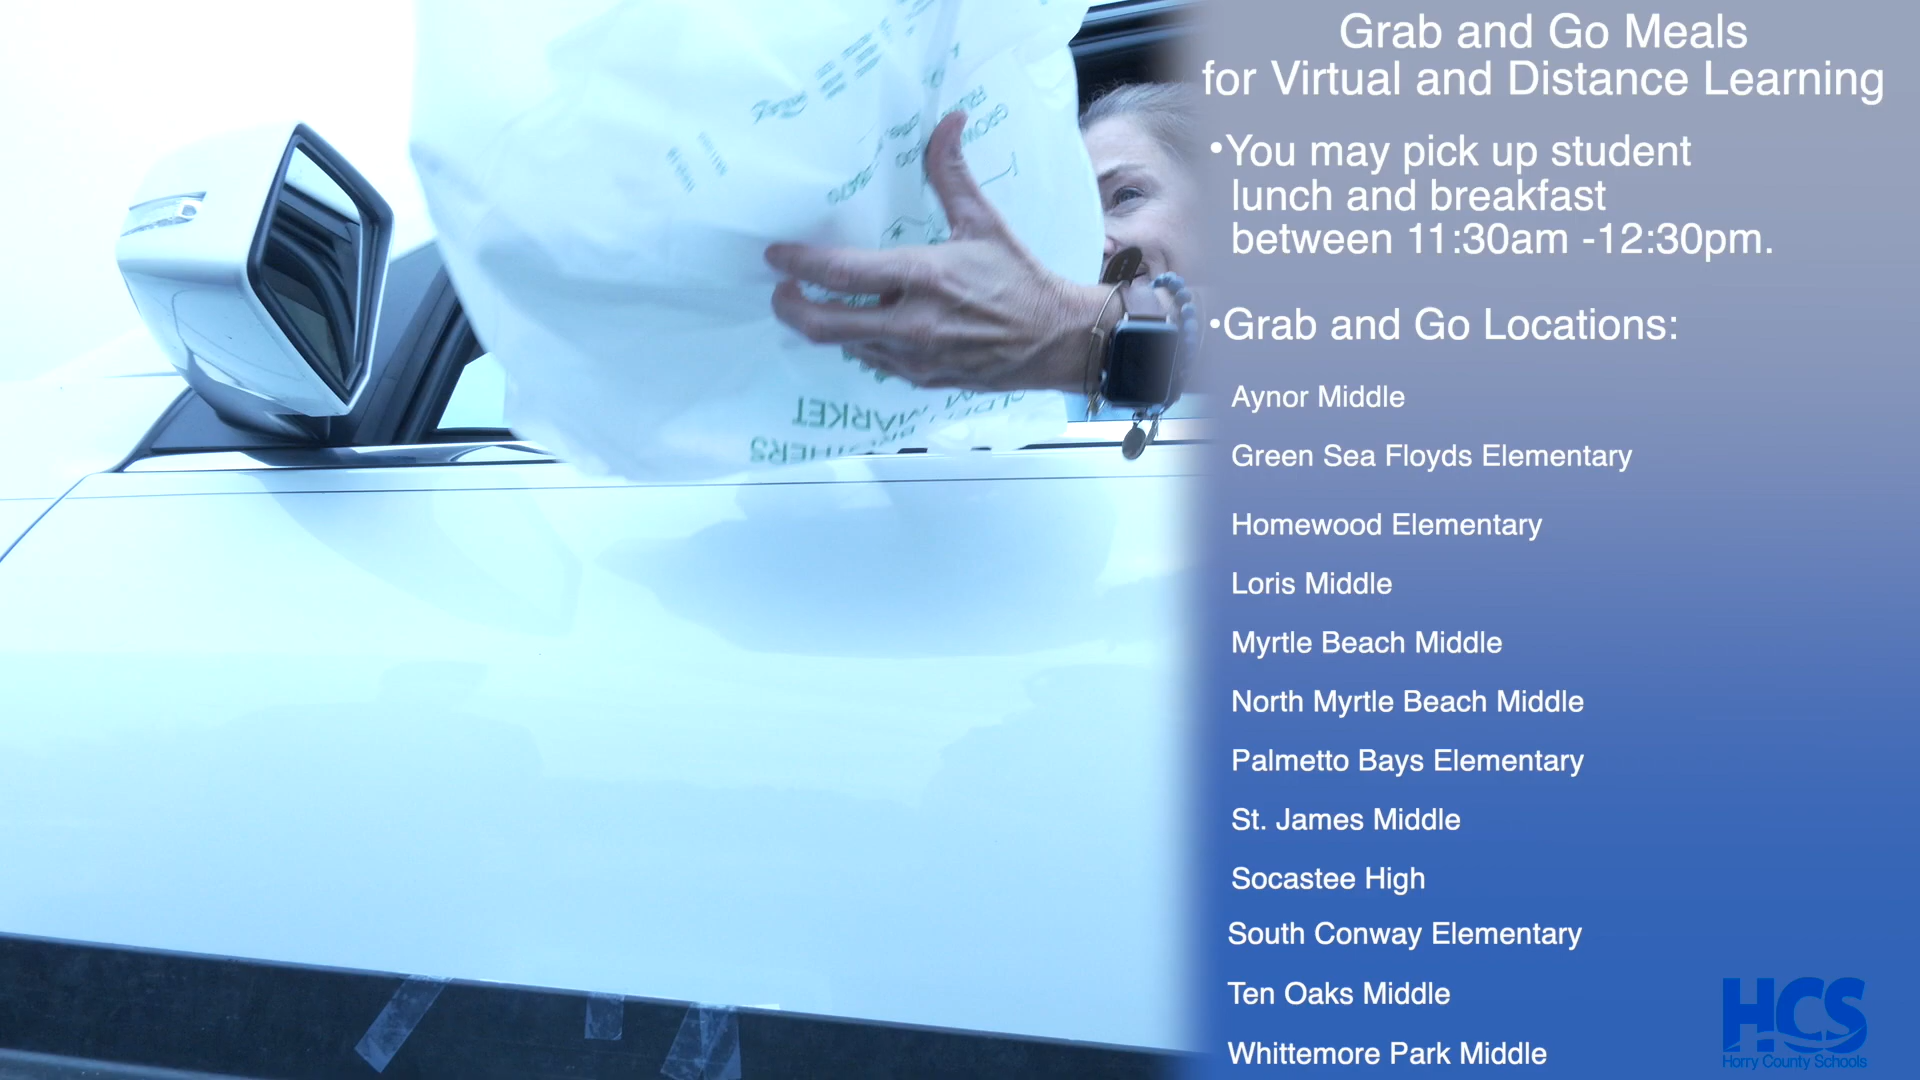 Grab and Go Meals
for Virtual and Distance Learning
•You may pick up student
lunch and breakfast
between 11:30am -12:30pm.
•Grab and Go Locations:
Aynor Middle
Green Sea Floyds Elementary
Homewood Elementary
Loris Middle
Myrtle Beach Middle
North Myrtle Beach Middle
Palmetto Bays Elementary
St. James Middle
Socastee High
South Conway Elementary
Ten Oaks Middle
Whittemore Park Middle
HCS
Horry County Schools
MARKET